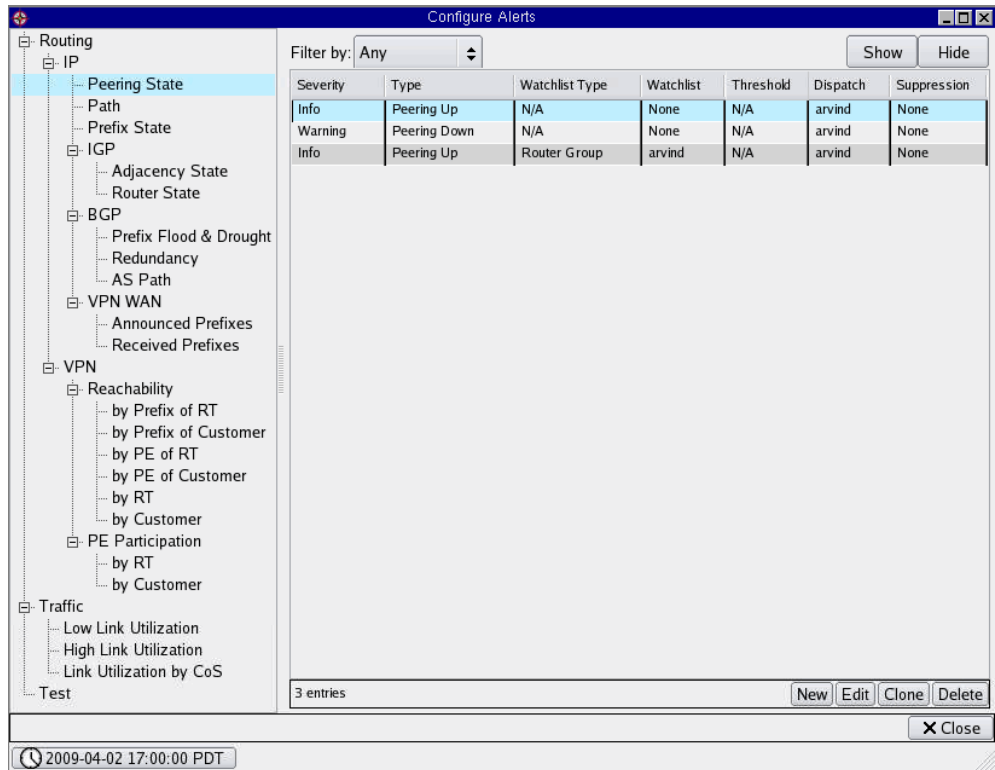 Configure Alerts
Routing
IP
Peering State
Path
Prefix State
IGP
Adjacency State
Router State
BGP
Prefix Flood & Drought
Redundancy
AS Path
VPN WAN
Announced Prefixes
Received Prefixes
VPN
Reachability
by Prefix of RT
by Prefix of Customer
by PE of RT
by PE of Customer
by RT
by Customer
PE Participation
by RT
by Customer
Traffic
Low Link Utilization
High Link Utilization
Link Utilization by CoS
Test
Filter by: Any Show Hide
Severity Type Watchlist Type Watchlist Threshold Dispatch Suppression
Info Peering Up N/A None N/A arvind None
Warning Peering Down N/A None N/A arvind None
Info Peering Up Router Group arvind N/A arvind None
3 entries New Edit Clone Delete
Close
2009-04-02 17:00:00 PDT